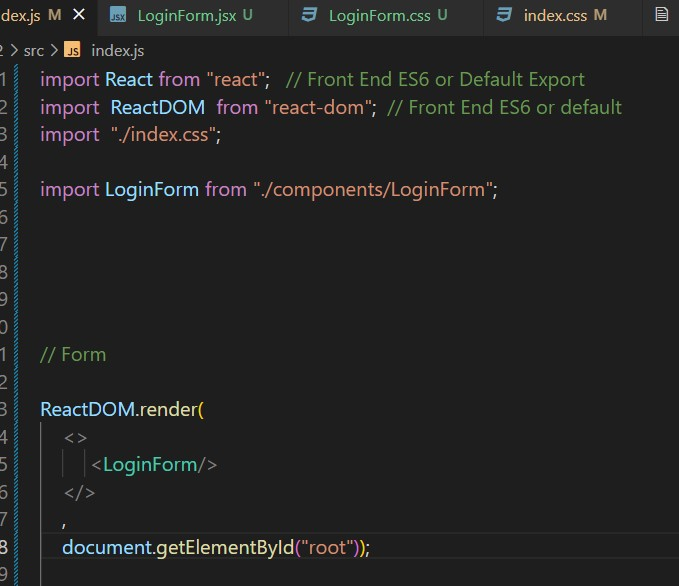 dex.js M × LoginForm.jsx U LoginForm.css U index.css M
2 > src > JS index.js
1 import React from "react"; // Front End ES6 or Default Export
2 import ReactDOM from "react-dom"; // Front End ES6 or default
3 import "./index.css";
4
5 import LoginForm from "./components/LoginForm";
6
7
8
9
0
1 // Form
2
3 ReactDOM.render(
4 <>
5 <LoginForm/>
6 </>
7 ,
8 document.getElementById("root"));
9